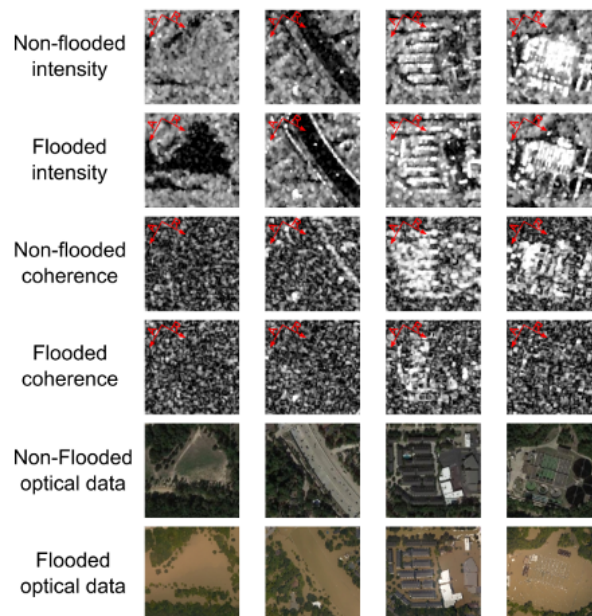 Non-flooded
intensity
Flooded
intensity
Non-flooded
coherence
Flooded
coherence
Non-Flooded
optical data
Flooded
optical data